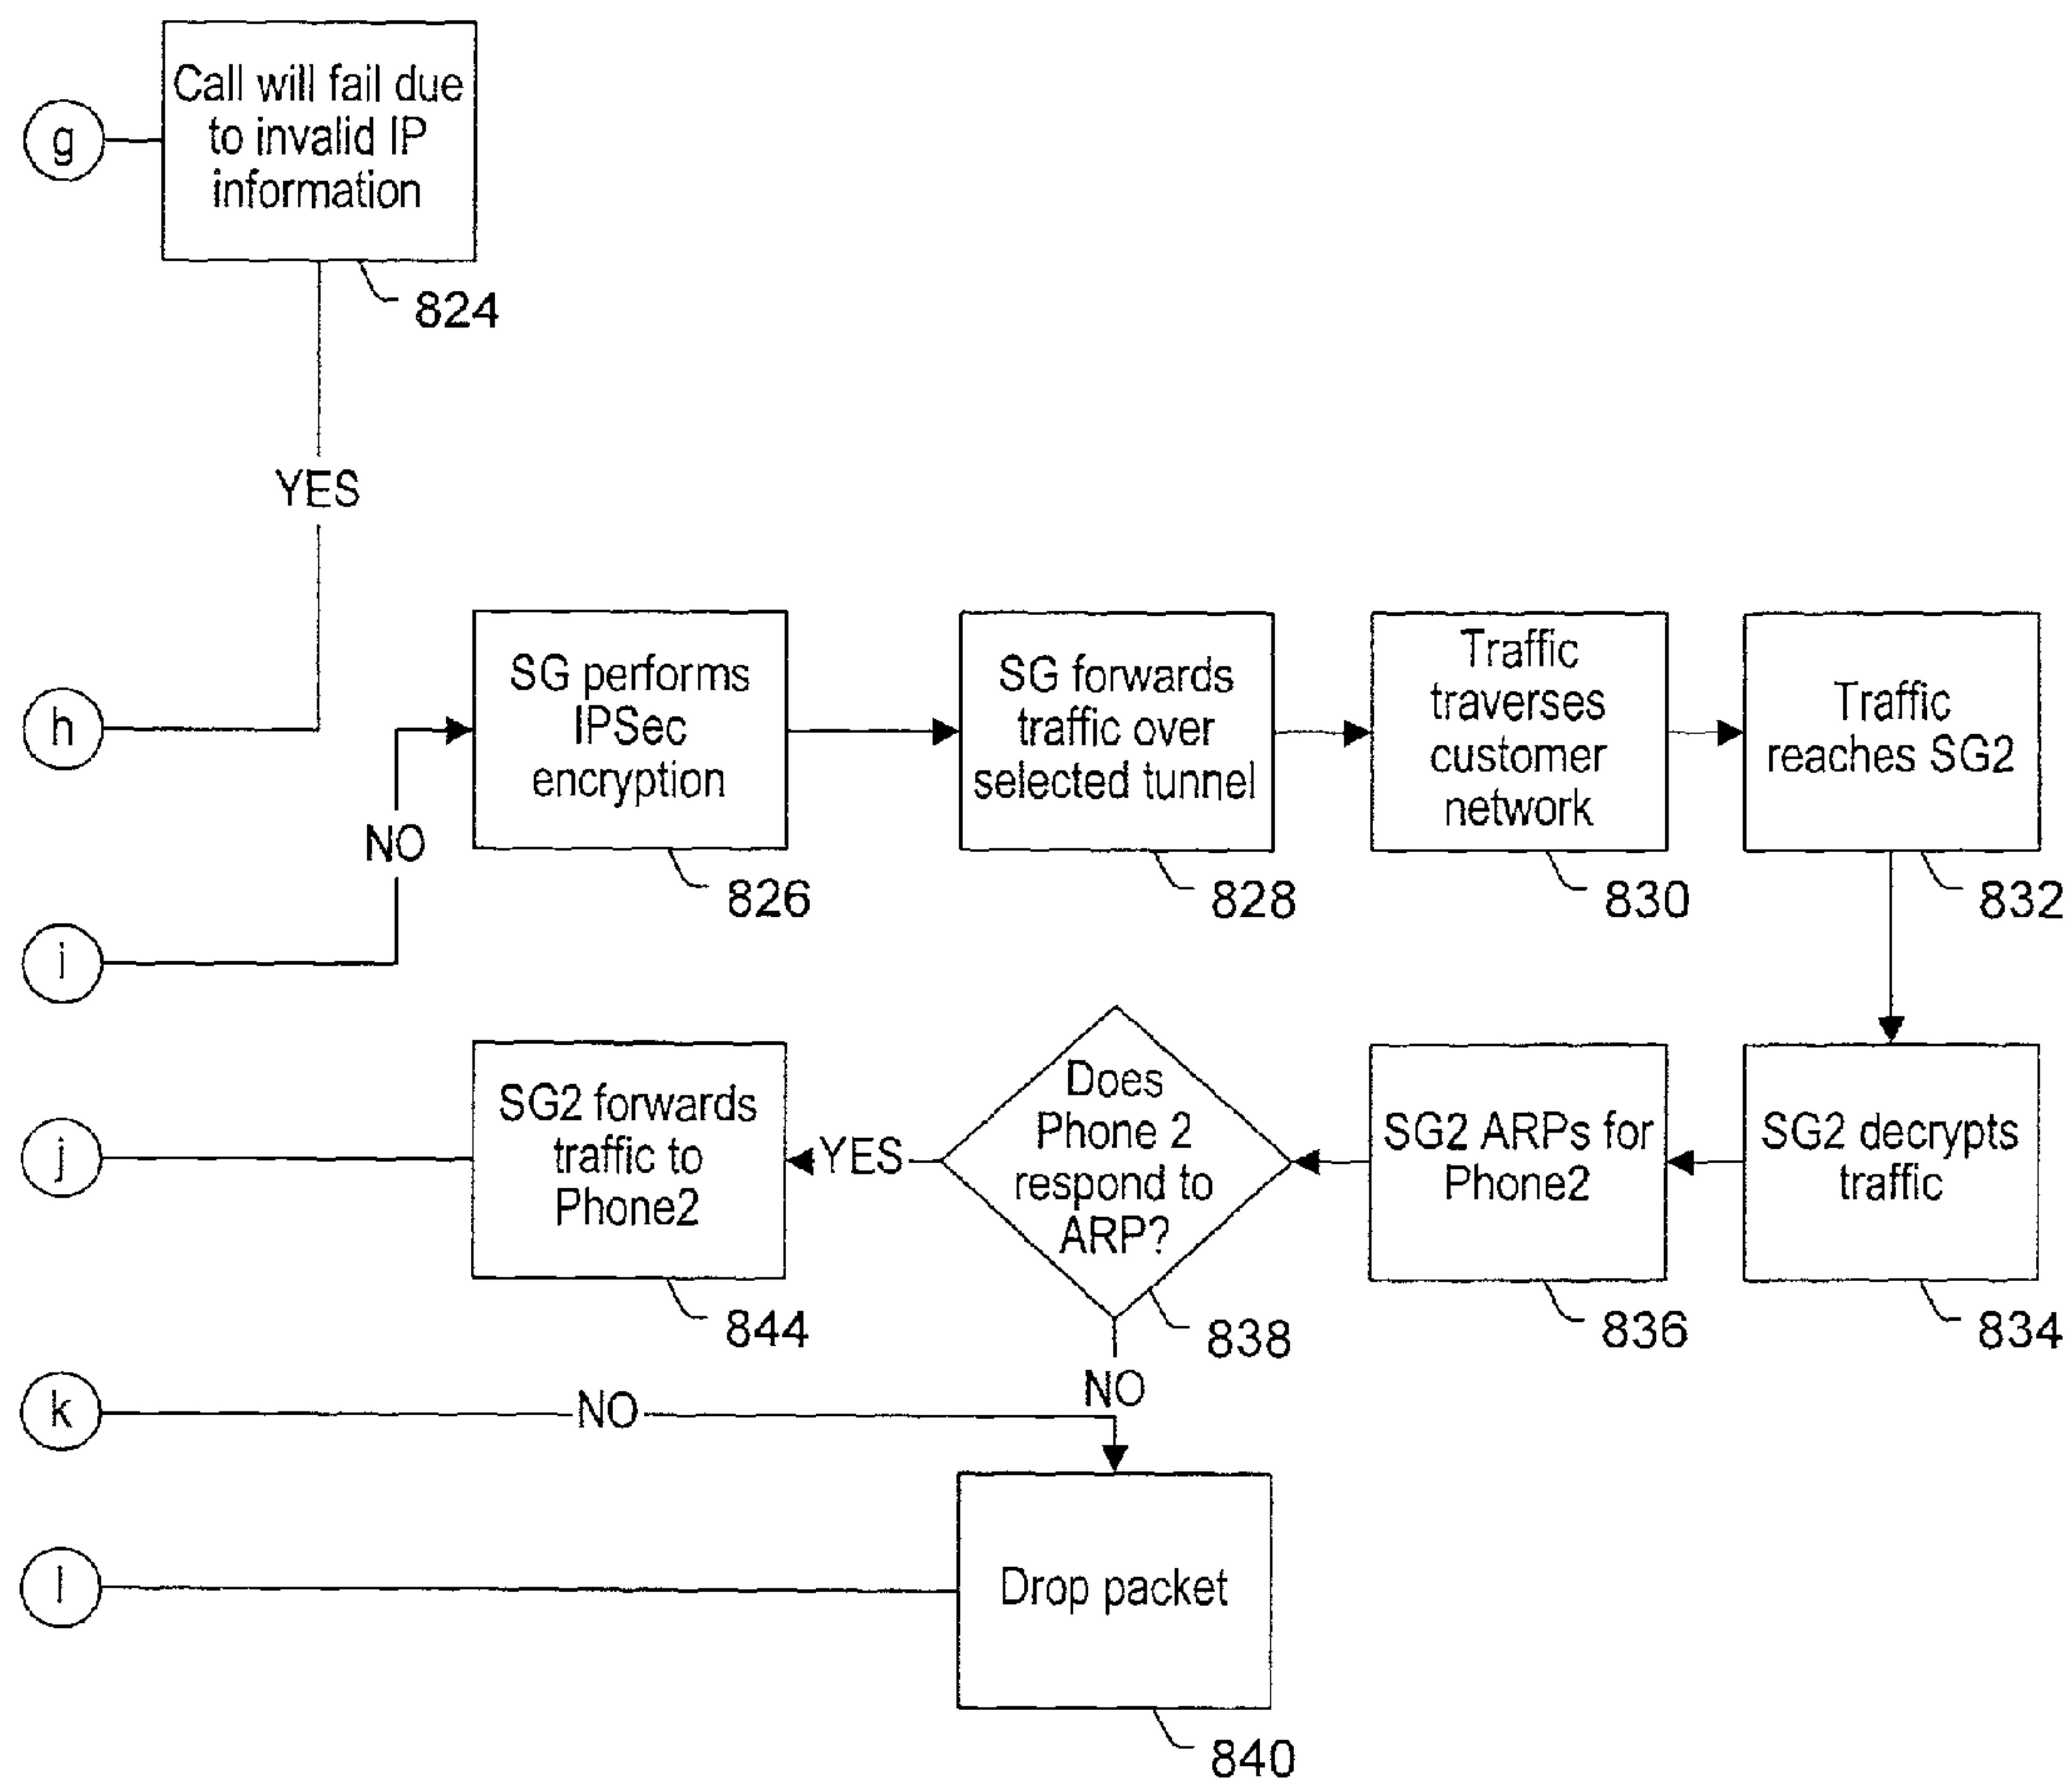 Call will fail due
to invalid IP
information
g
824
YES
h
SG performs
IPSec
encryption
826
SG forwards
traffic over
selected tunnel
828
Traffic
traverses
customer
network
830
Traffic
reaches SG2
832
NO
i
j
SG2 forwards
traffic to
Phone2
844
YES
Does
Phone 2
respond to
ARP?
838
SG2 ARPs for
Phone2
836
SG2 decrypts
traffic
834
NO
k
NO
l
Drop packet
840